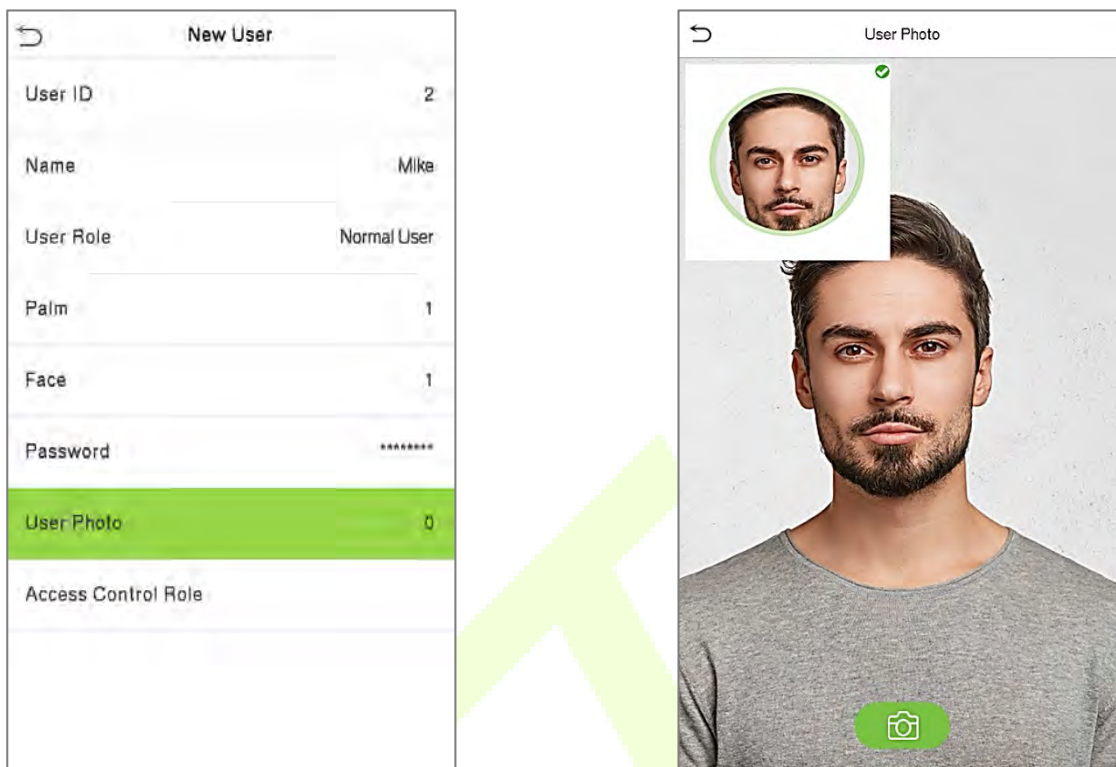 New User
User ID 2
Name Mike
User Role Normal User
Palm 1
Face 1
Password ********
User Photo 0
Access Control Role
User Photo